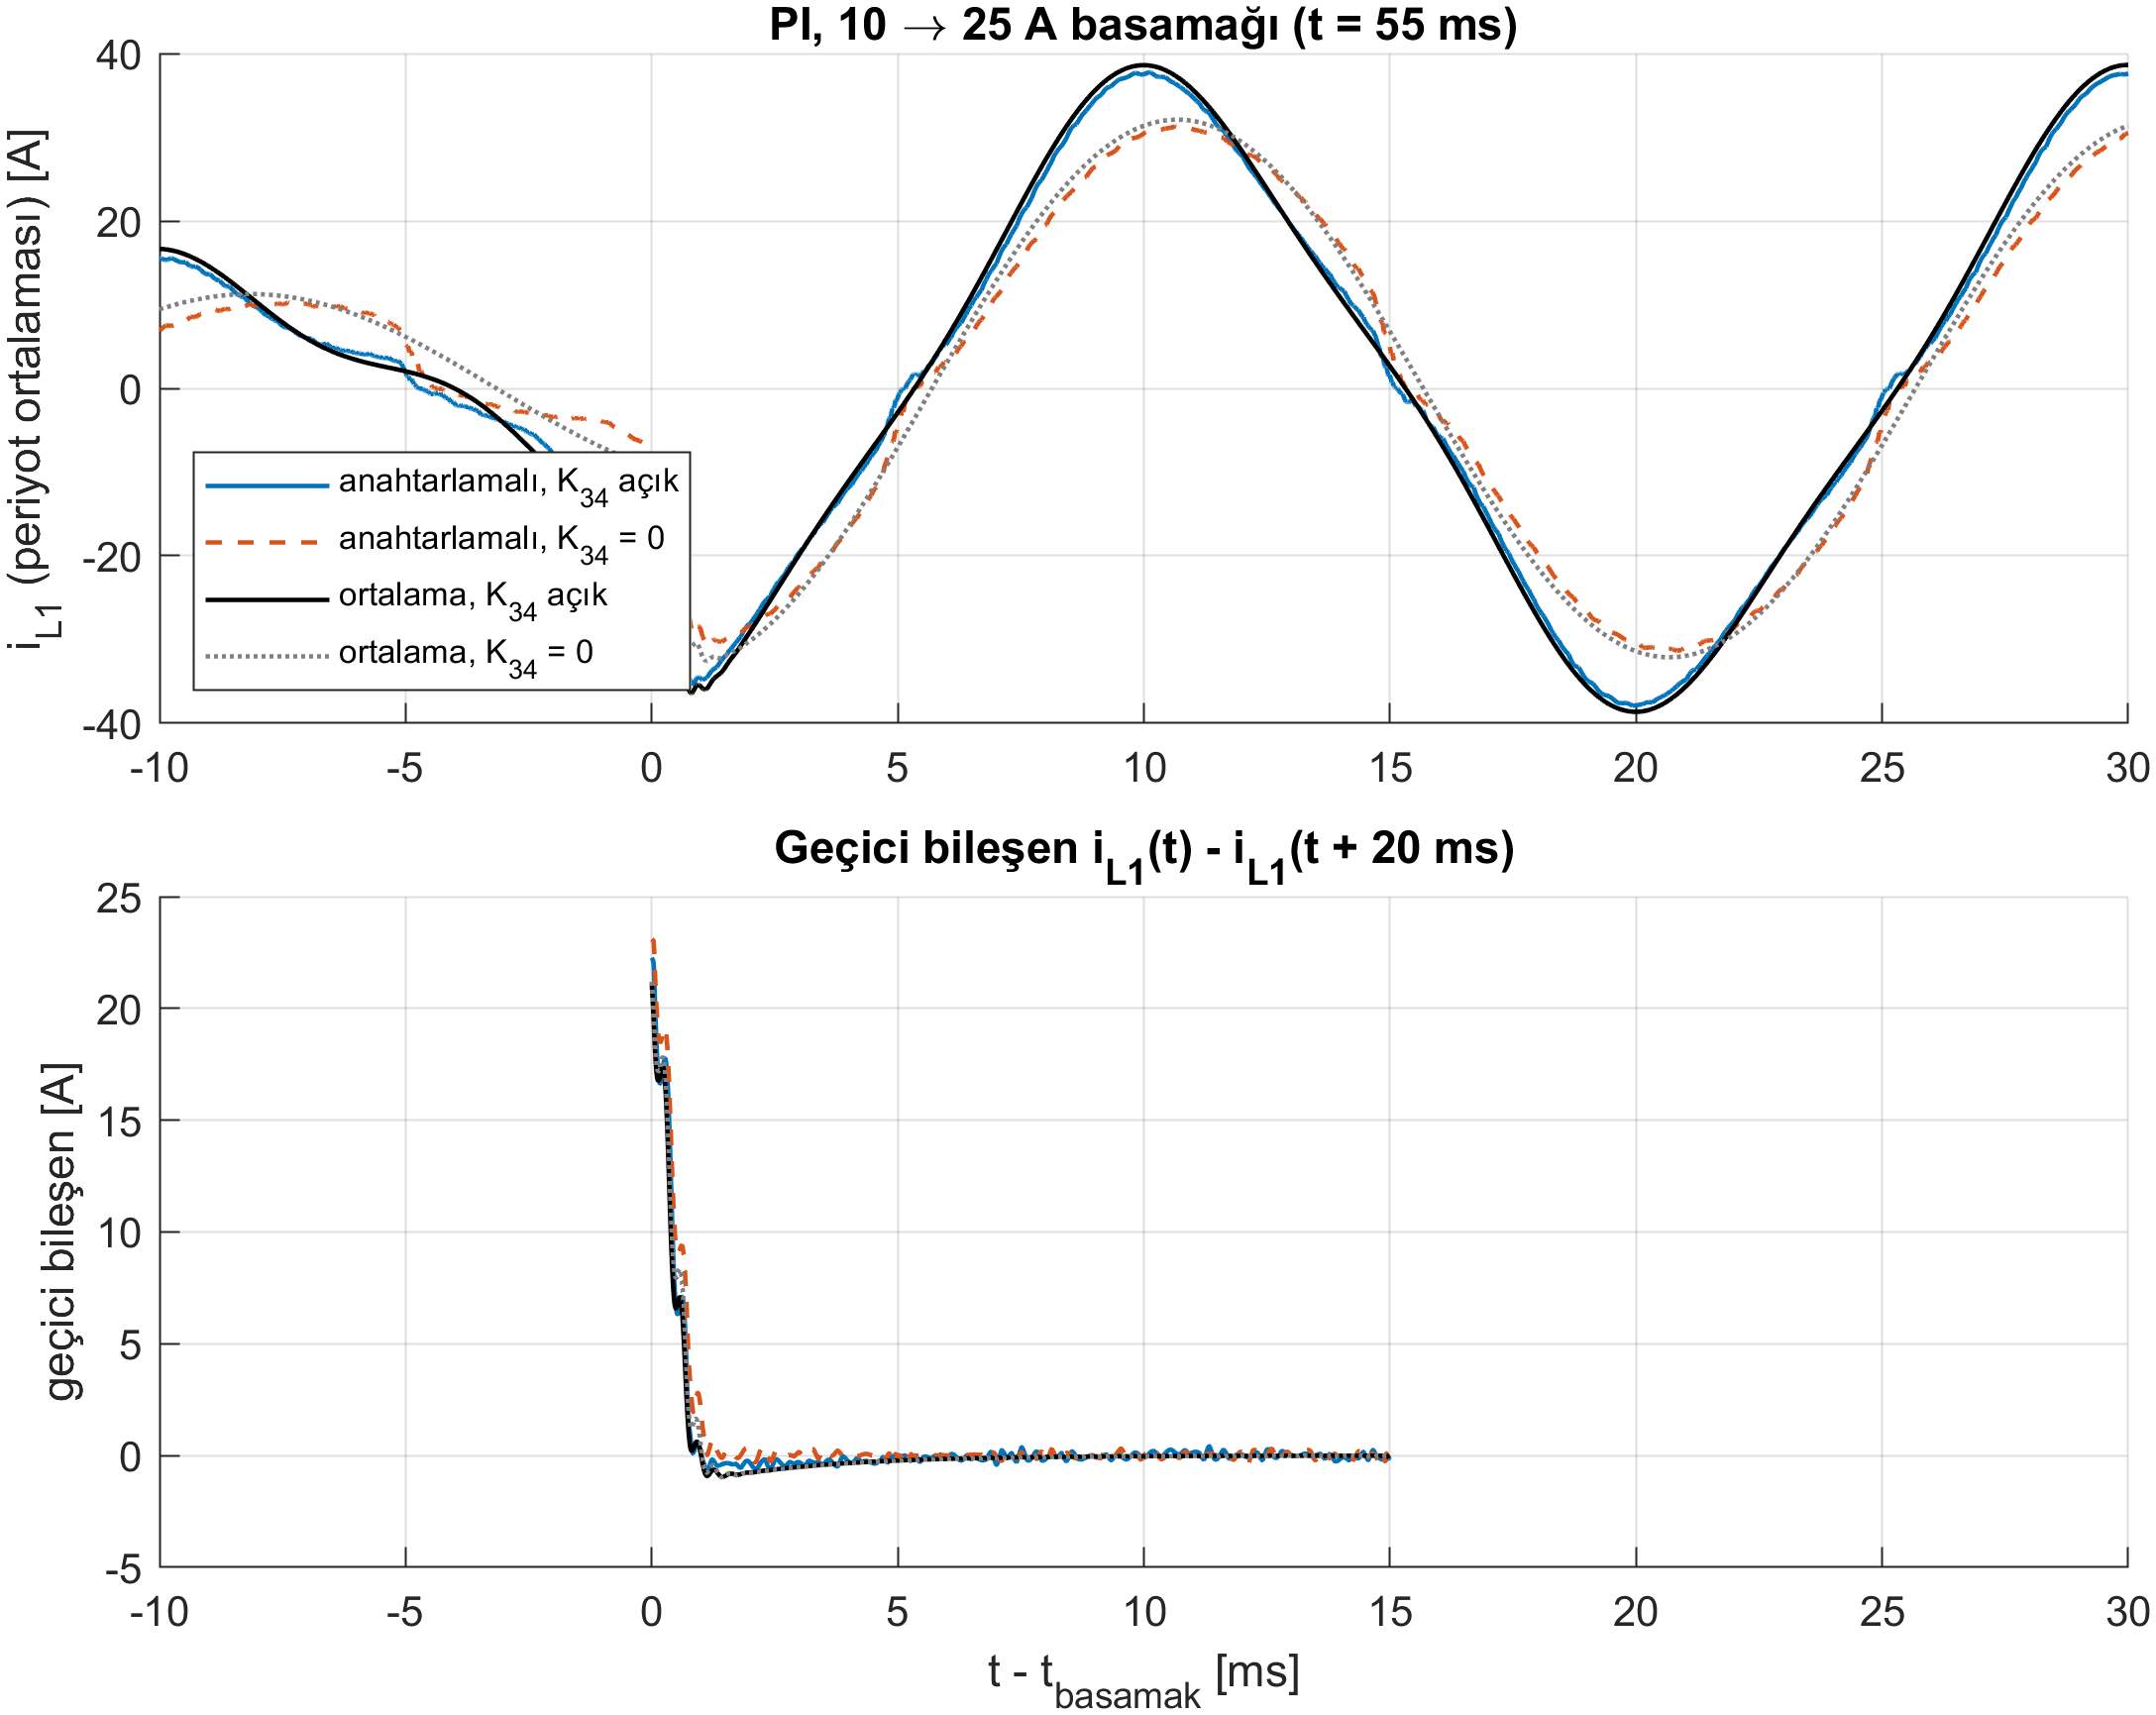 PI, 10 → 25 A basamağı (t = 55 ms)
i_L1 (periyot ortalaması) [A]
40
20
0
-20
-40
anahtarlamalı, K_34 açık
anahtarlamalı, K_34 = 0
ortalama, K_34 açık
ortalama, K_34 = 0
-10 -5 0 5 10 15 20 25 30
Geçici bileşen i_L1(t) - i_L1(t + 20 ms)
geçici bileşen [A]
25
20
15
10
5
0
-5
-10 -5 0 5 10 15 20 25 30
t - t_basamak [ms]